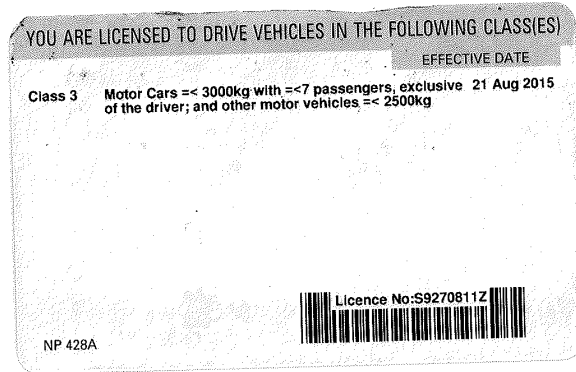 YOU ARE LICENSED TO DRIVE VEHICLES IN THE FOLLOWING CLASS(ES)
EFFECTIVE DATE
Class 3 Motor Cars =< 3000kg with =<7 passengers, exclusive 21 Aug 2015
of the driver; and other motor vehicles =< 2500kg
Licence No:S9270811Z
NP 428A